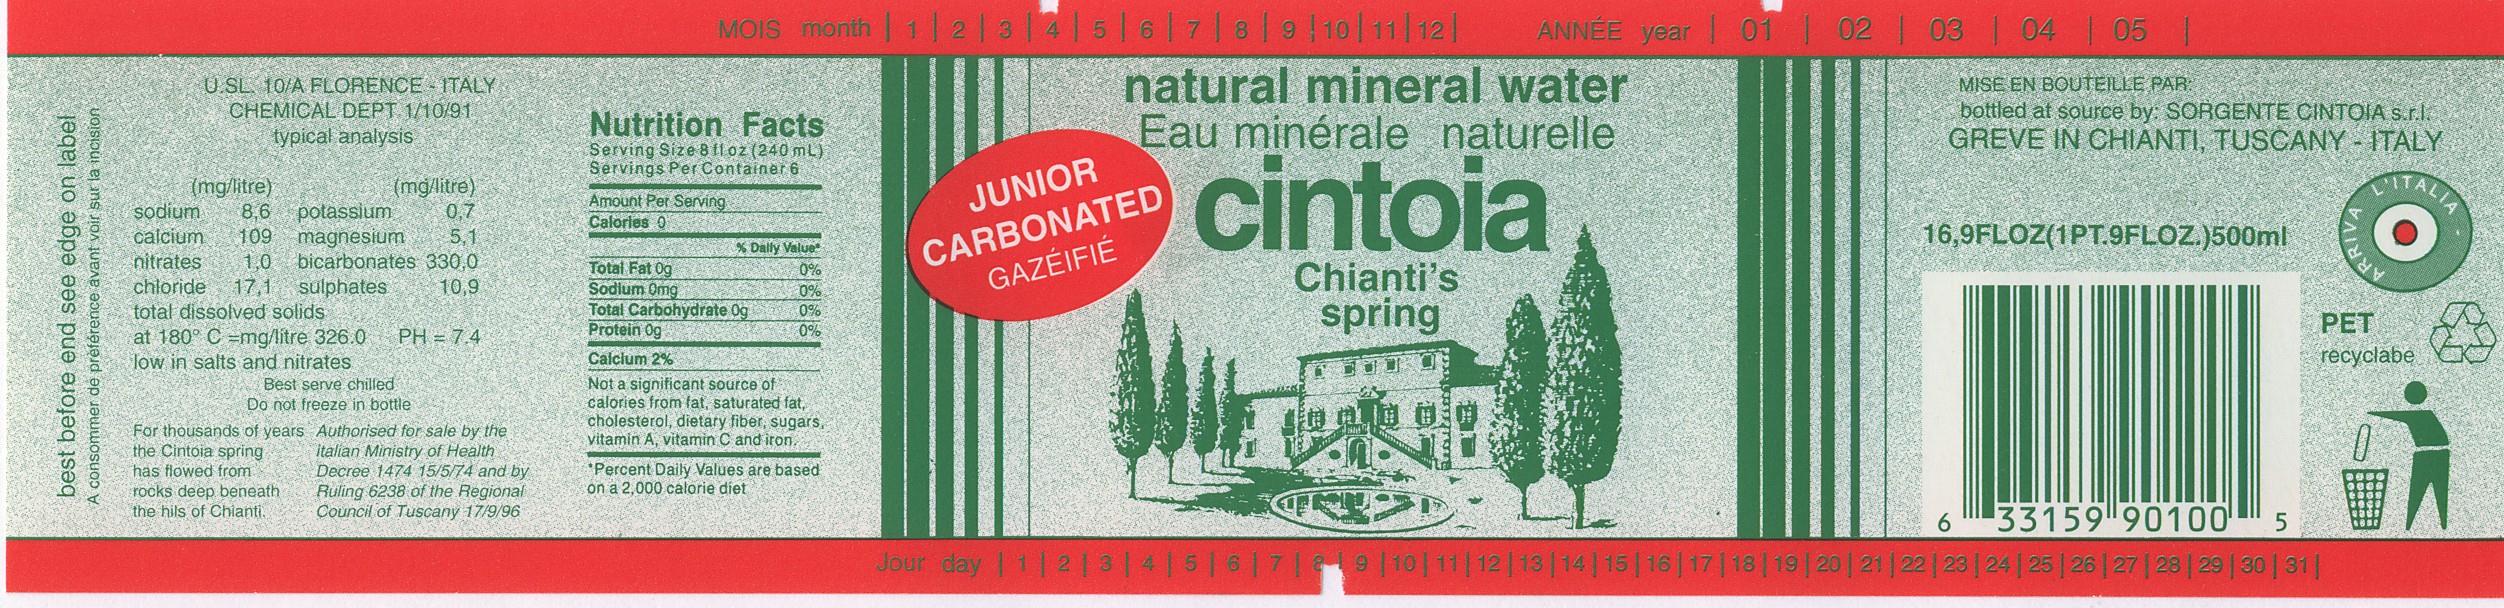 MOIS month | 1 | 2 | 3 | 4 | 5 | 6 | 7 | 8 | 9 | 10 | 11 | 12 |
ANNÉE year | 01 | 02 | 03 | 04 | 05 |
best before end see edge on label
A consommer de préférence avant voir sur la incision
U.SL. 10/A FLORENCE - ITALY
CHEMICAL DEPT 1/10/91
typical analysis
(mg/litre) (mg/litre)
sodium 8,6 potassium 0,7
calcium 109 magnesium 5,1
nitrates 1,0 bicarbonates 330,0
chloride 17,1 sulphates 10,9
total dissolved solids
at 180° C =mg/litre 326.0 PH = 7.4
low in salts and nitrates
Best serve chilled
Do not freeze in bottle
For thousands of years
the Cintoia spring
has flowed from
rocks deep beneath
the hils of Chianti.
Authorised for sale by the
italian Ministry of Health
Decree 1474 15/5/74 and by
Ruling 6238 of the Regional
Council of Tuscany 17/9/96
Nutrition Facts
Serving Size 8 fl oz (240 mL)
Servings Per Container 6
Amount Per Serving
Calories 0
% Daily Value*
Total Fat 0g 0%
Sodium 0mg 0%
Total Carbohydrate 0g 0%
Protein 0g 0%
Calcium 2%
Not a significant source of
calories from fat, saturated fat,
cholesterol, dietary fiber, sugars,
vitamin A, vitamin C and iron.
*Percent Daily Values are based
on a 2,000 calorie diet
natural mineral water
Eau minérale naturelle
JUNIOR
CARBONATED
GAZÉIFIÉ
cintoia
Chianti's
spring
MISE EN BOUTEILLE PAR:
bottled at source by: SORGENTE CINTOIA s.r.l.
GREVE IN CHIANTI, TUSCANY - ITALY
ARRIVA L'ITALIA -
16,9FLOZ(1PT.9FLOZ.)500ml
PET
recyclabe
6 33159 90100 5
Jour day | 1 | 2 | 3 | 4 | 5 | 6 | 7 | 8 | 9 | 10 | 11 | 12 | 13 | 14 | 15 | 16 | 17 | 18 | 19 | 20 | 21 | 22 | 23 | 24 | 25 | 26 | 27 | 28 | 29 | 30 | 31 |